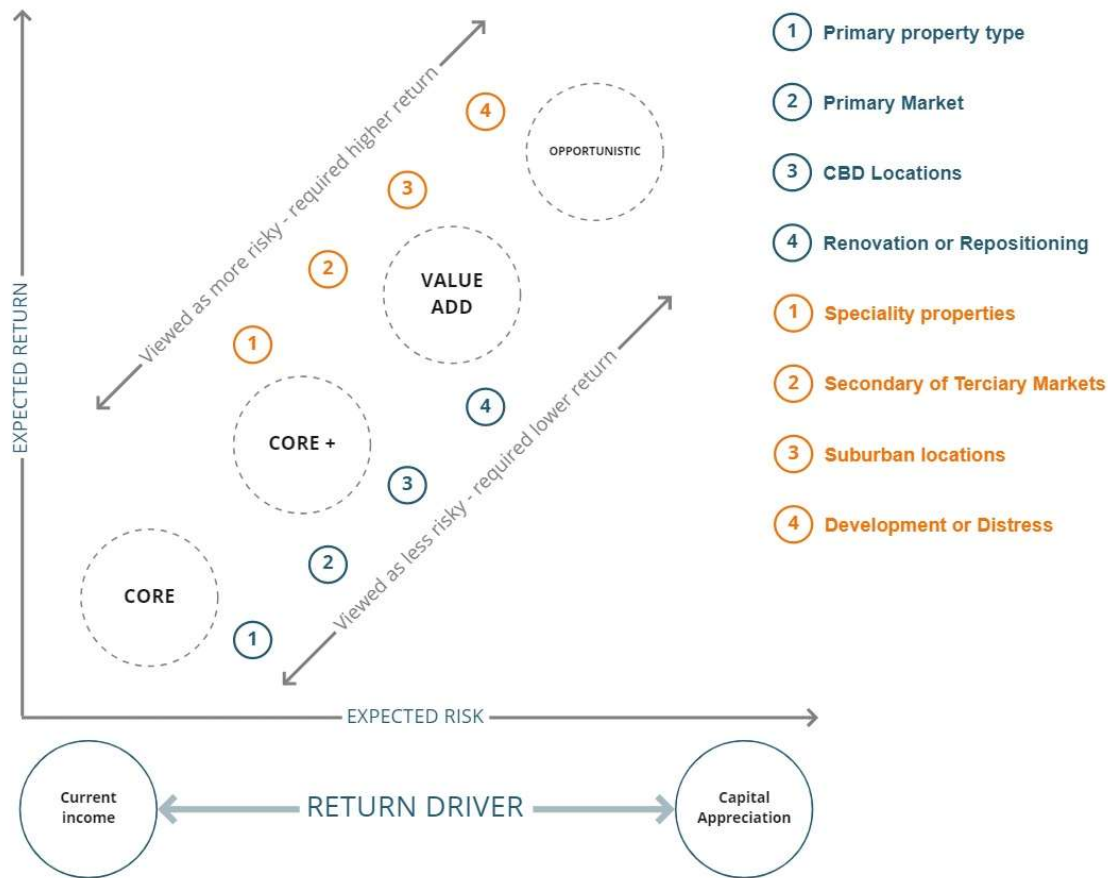 EXPECTED RETURN
Viewed as more risky - required higher return
4
3
2
1
OPPORTUNISTIC
VALUE
ADD
CORE +
CORE
4
3
2
1
Viewed as less risky - required lower return
EXPECTED RISK
Current
income
RETURN DRIVER
Capital
Appreciation
1 Primary property type
2 Primary Market
3 CBD Locations
4 Renovation or Repositioning
1 Speciality properties
2 Secondary of Terciary Markets
3 Suburban locations
4 Development or Distress